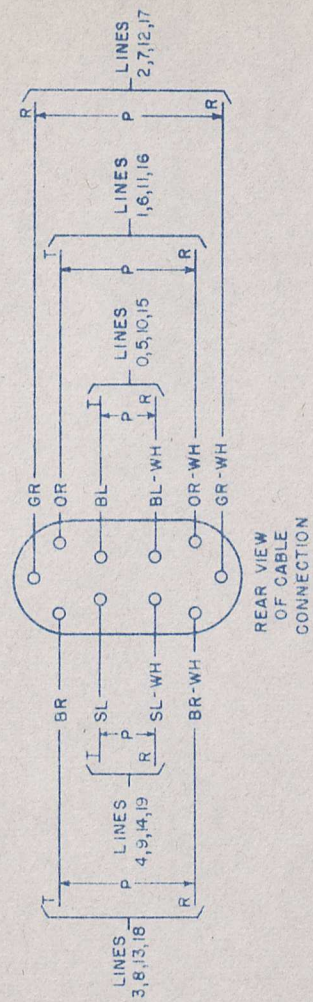 LINES
2,7,12,17
R
P
R
LINES
1,6,11,16
T
P
R
LINES
0,5,10,15
T
P
R
GR
OR
BL
BL-WH
OR-WH
GR-WH
BR
SL
SL-WH
BR-WH
T
P
R
LINES
4,9,14,19
T
P
R
LINES
3,8,13,18
REAR VIEW
OF CABLE
CONNECTION